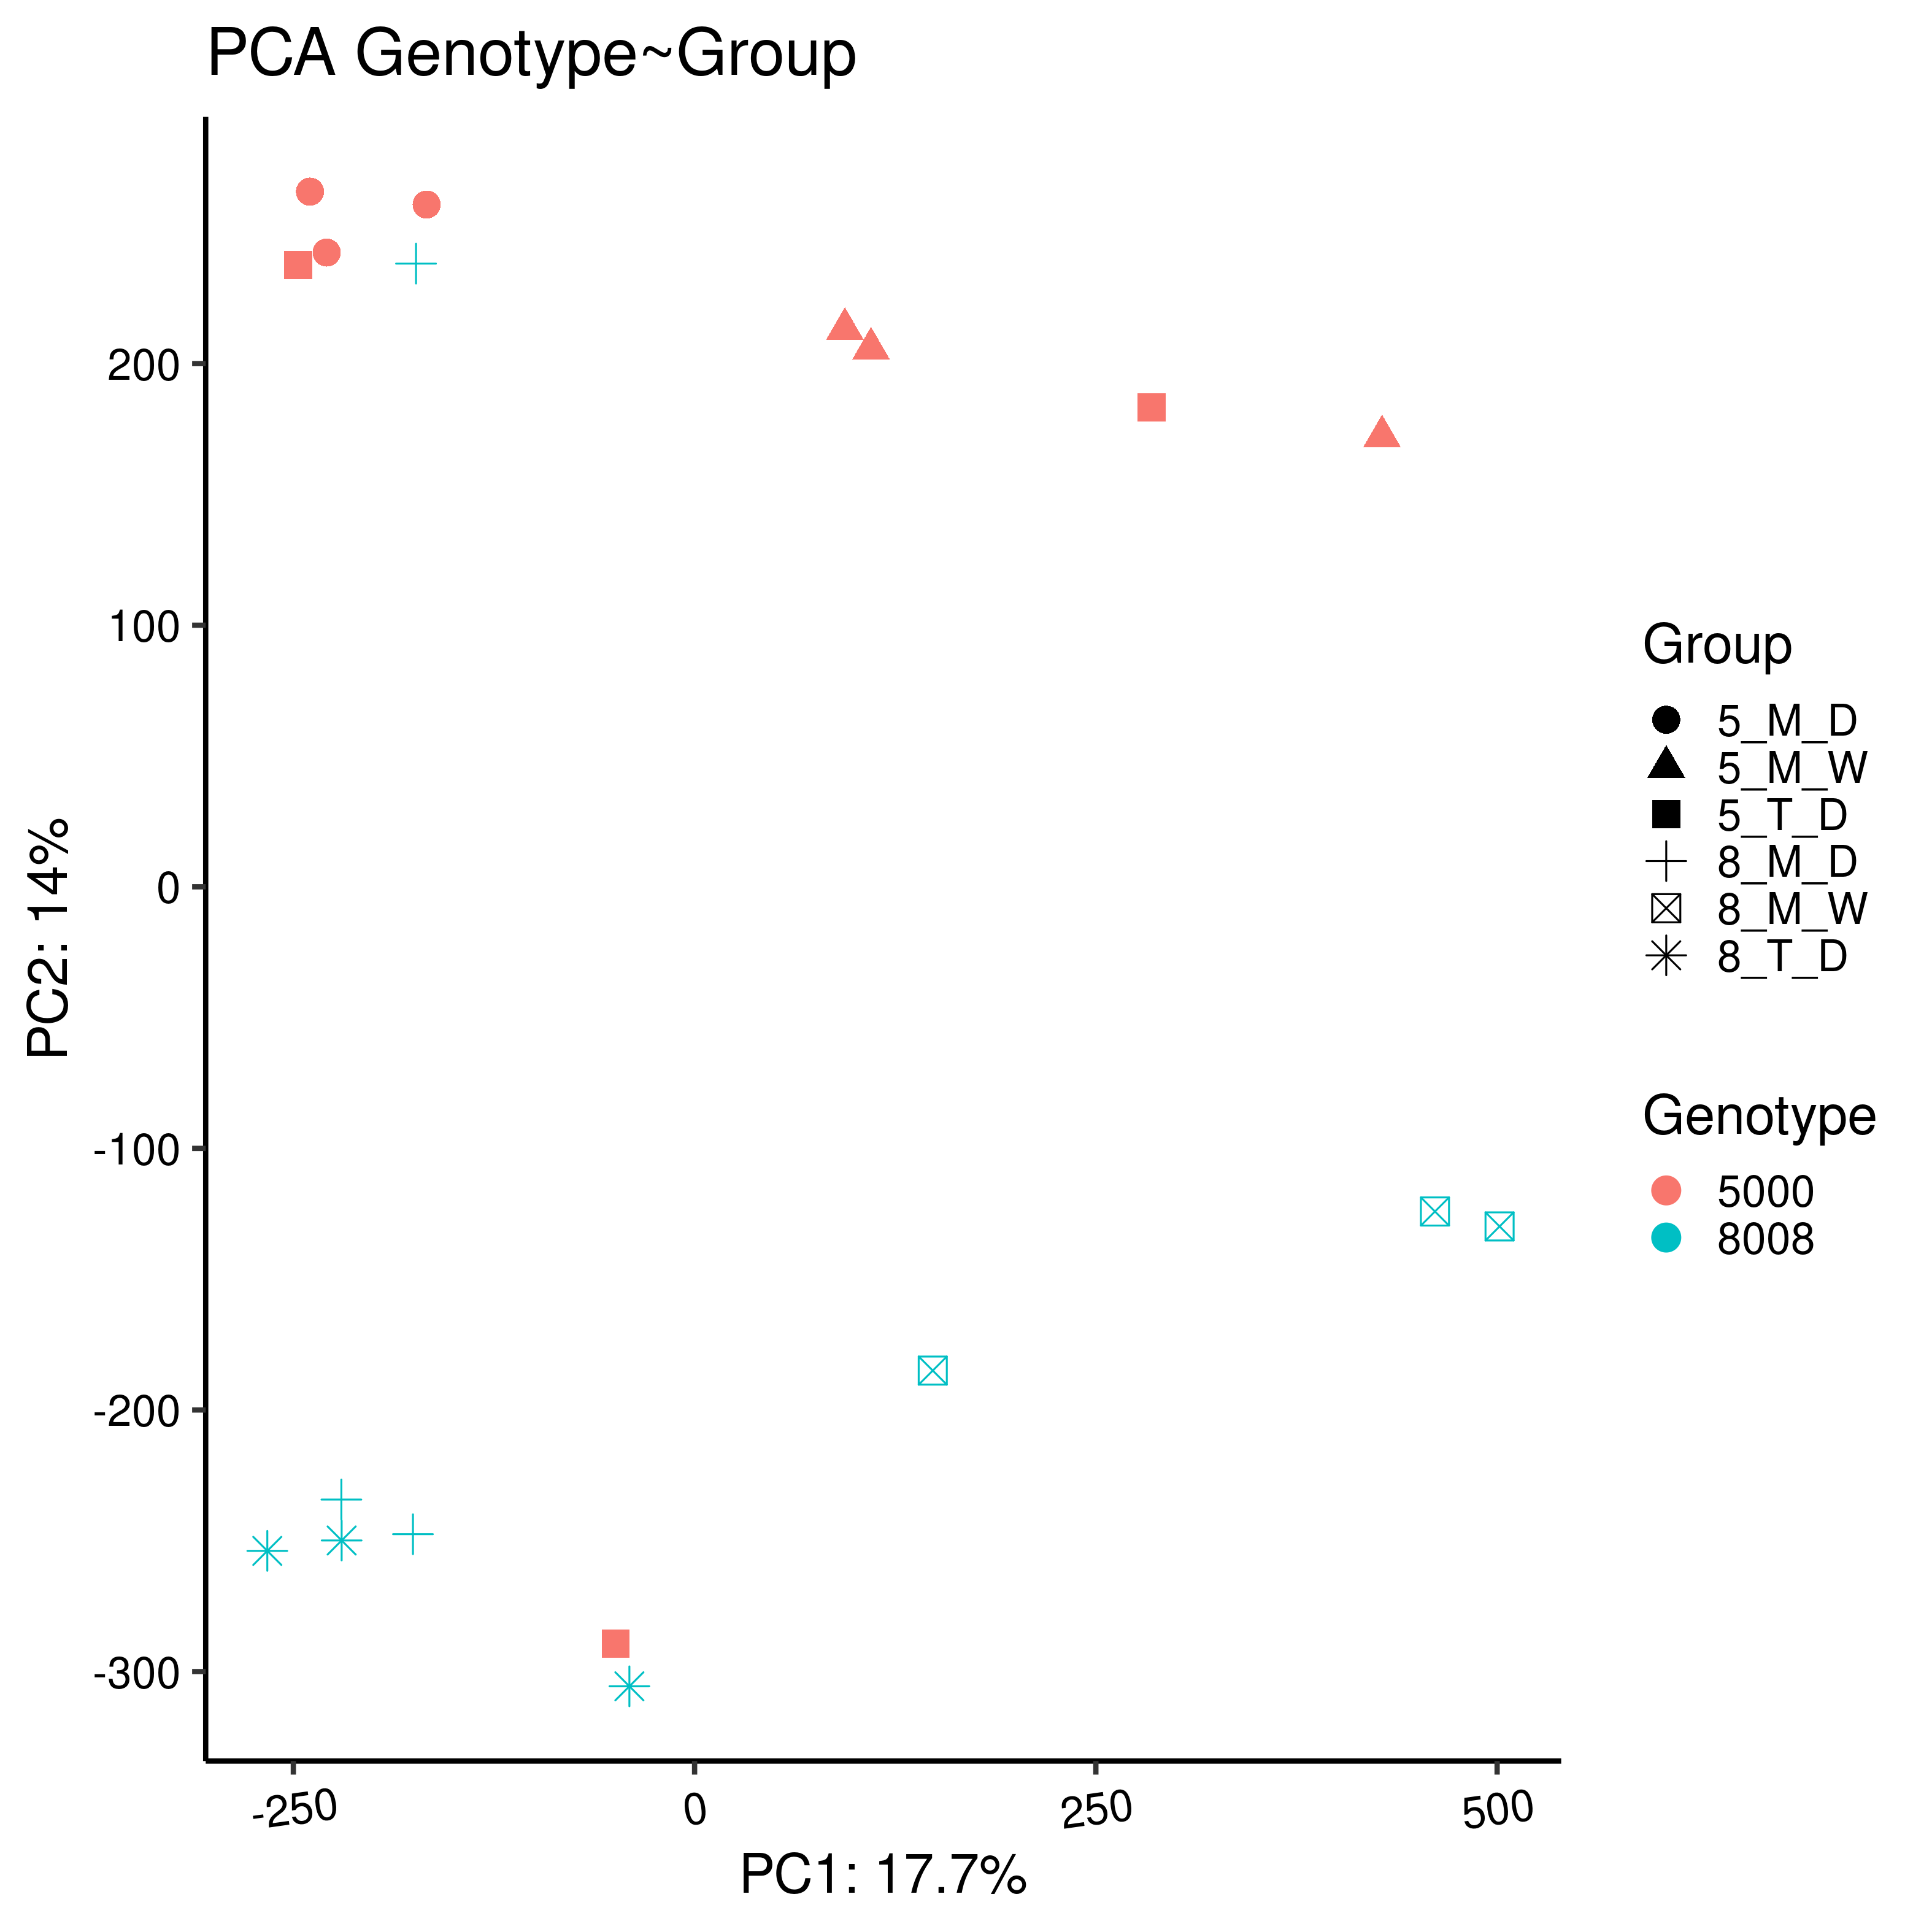 PCA Genotype~Group
200
100
0
-100
-200
-300
PC2: 14%
-250
0
250
500
PC1: 17.7%
Group
5_M_D
5_M_W
5_T_D
8_M_D
8_M_W
8_T_D
Genotype
5000
8008